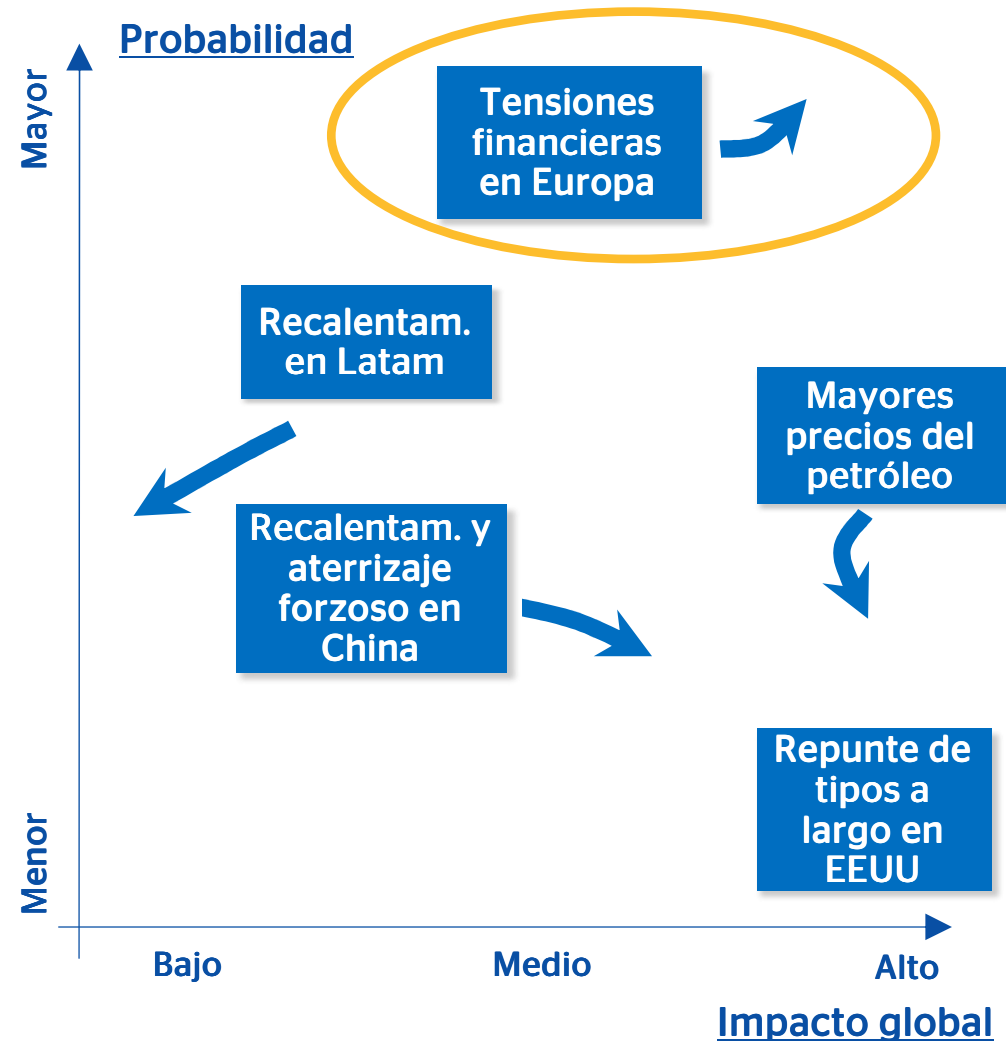 Probabilidad
Mayor
Tensiones
financieras
en Europa
Recalentam.
en Latam
Mayores
precios del
petróleo
Recalentam. y
aterrizaje
forzoso en
China
Repunte de
tipos a
largo en
EEUU
Menor
Bajo
Medio
Alto
Impacto global